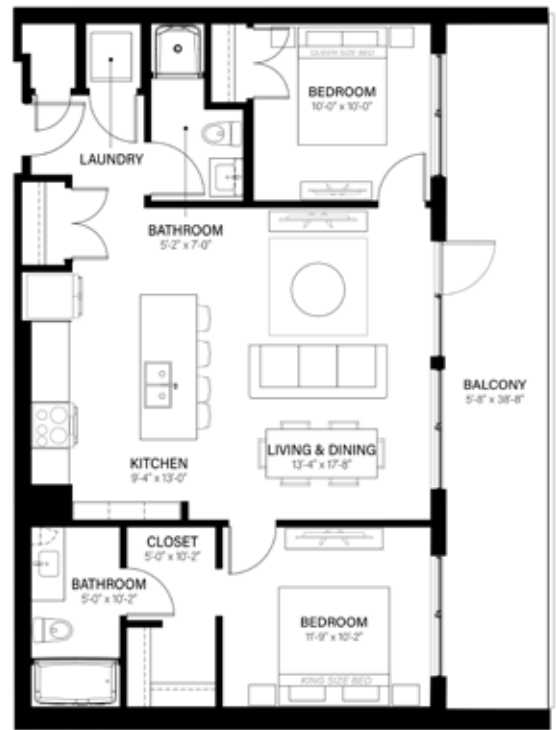 QUEEN SIZE BED
BEDROOM
10'-0" x 10'-0"
LAUNDRY
BATHROOM
5'-2" x 7'-0"
BALCONY
5'-8" x 38'-8"
LIVING & DINING
13'-4" x 17'-8"
KITCHEN
9'-4" x 13'-0"
CLOSET
5'-0" x 10'-2"
BATHROOM
5'-0" x 10'-2"
BEDROOM
11'-9" x 10'-2"
KING SIZE BED